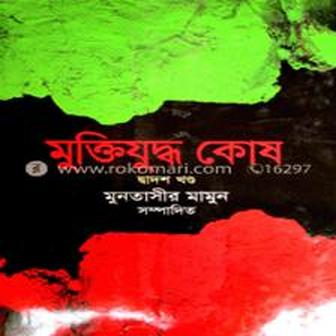 মুক্তিযুদ্ধ কোষ
www.rokomari.com 16297
দ্বাদশ খণ্ড
মুনতাসীর মামুন
সম্পাদিত